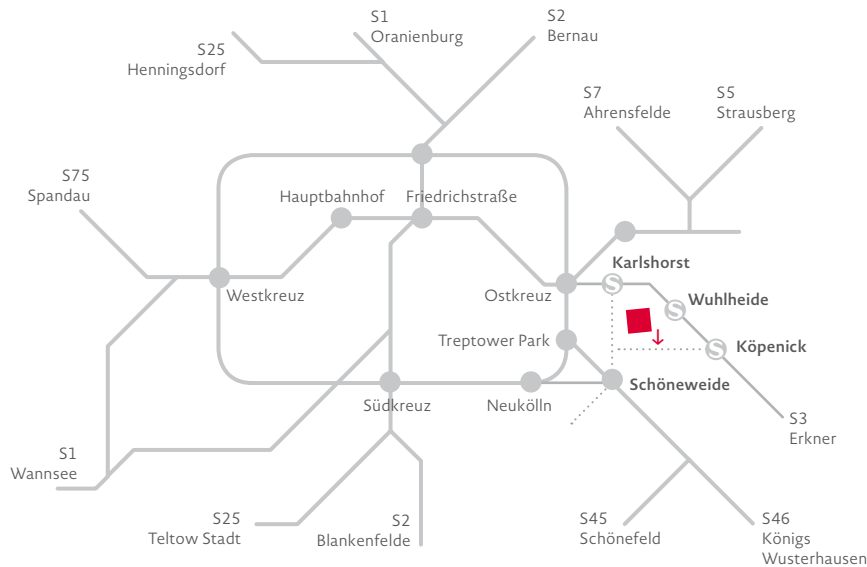 S1
Oranienburg
S2
Bernau
S25
Henningsdorf
S7
Ahrensfelde
S5
Strausberg
S75
Spandau
Hauptbahnhof
Friedrichstraße
Karlshorst
Westkreuz
Ostkreuz
Wuhlheide
Treptower Park
Köpenick
Schöneweide
Südkreuz
Neukölln
S3
Erkner
S1
Wannsee
S25
Teltow Stadt
S2
Blankenfelde
S45
Schönefeld
S46
Königs
Wusterhausen
S
S
S